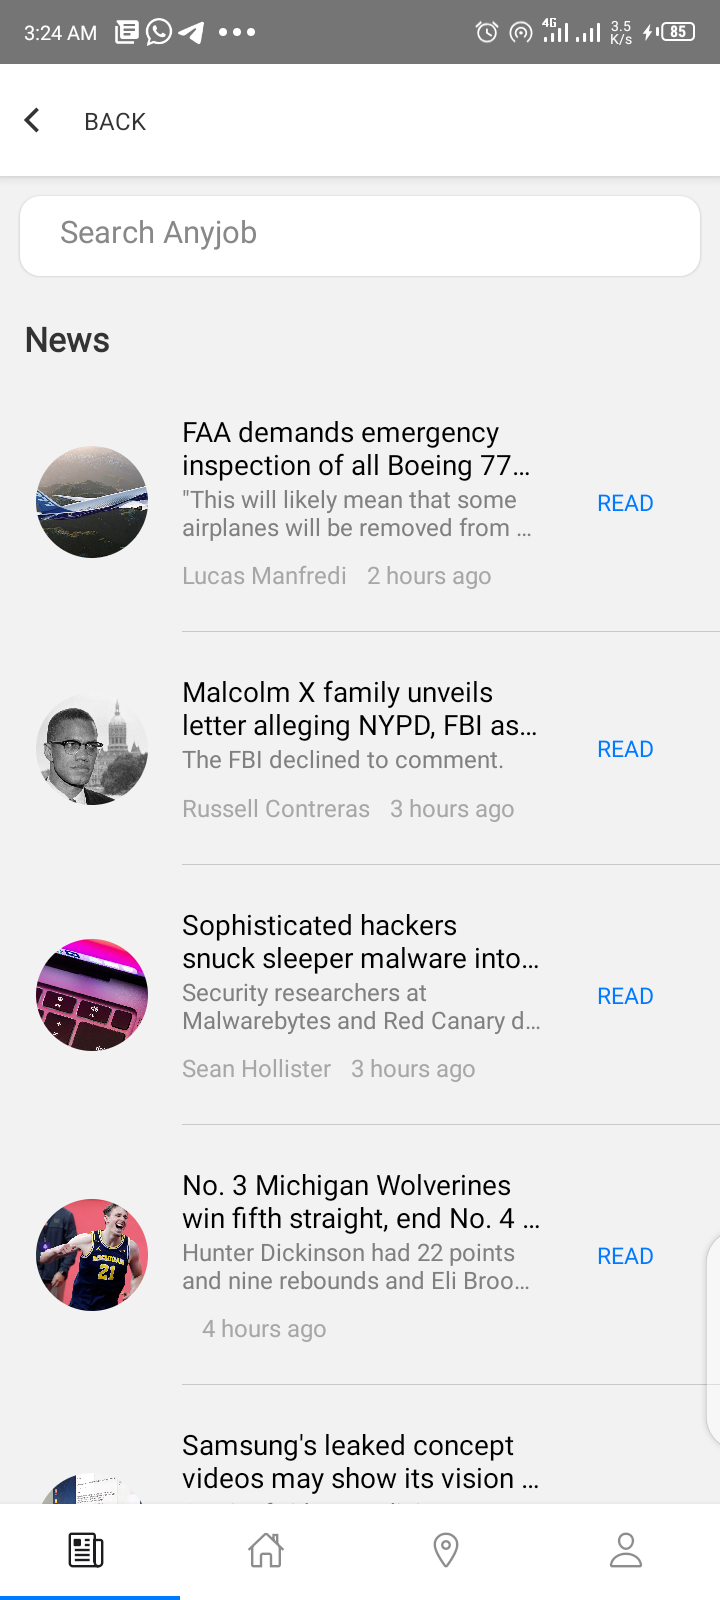 3:24 AM
4G
3.5
K/s
85
BACK
Search Anyjob
News
FAA demands emergency
inspection of all Boeing 77...
"This will likely mean that some
airplanes will be removed from ...
READ
Lucas Manfredi 2 hours ago
Malcolm X family unveils
letter alleging NYPD, FBI as...
The FBI declined to comment.
READ
Russell Contreras 3 hours ago
Sophisticated hackers
snuck sleeper malware into...
Security researchers at
Malwarebytes and Red Canary d...
READ
Sean Hollister 3 hours ago
No. 3 Michigan Wolverines
win fifth straight, end No. 4 ...
Hunter Dickinson had 22 points
and nine rebounds and Eli Broo...
READ
MICHIGAN
21
4 hours ago
Samsung's leaked concept
videos may show its vision ...